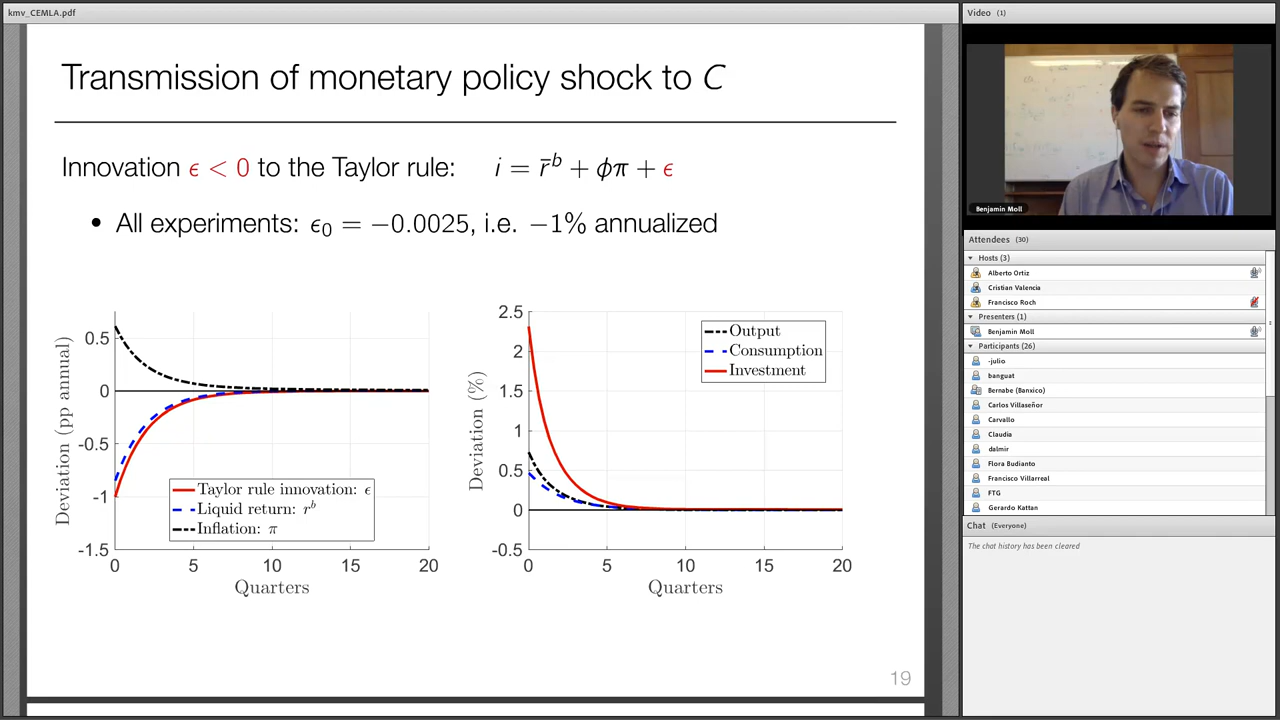 kmv_CEMLA.pdf
Transmission of monetary policy shock to C
Innovation ϵ < 0 to the Taylor rule: i = r̄ᵇ + ϕπ + ϵ
• All experiments: ϵ₀ = −0.0025, i.e. −1% annualized
Deviation (pp annual)
0.5
0
-0.5
-1
-1.5
Taylor rule innovation: ϵ
Liquid return: rᵇ
Inflation: π
0 5 10 15 20
Quarters
Deviation (%)
2.5
2
1.5
1
0.5
0
-0.5
Output
Consumption
Investment
0 5 10 15 20
Quarters
19
Video (1)
Benjamin Moll
Attendees (30)
Hosts (3)
Alberto Ortiz
Cristian Valencia
Francisco Roch
Presenters (1)
Benjamin Moll
Participants (26)
-julio
banguat
Bernabe (Banxico)
Carlos Villaseñor
Carvallo
Claudia
dalmir
Flora Budianto
Francisco Villarreal
FTG
Gerardo Kattan
Chat (Everyone)
The chat history has been cleared